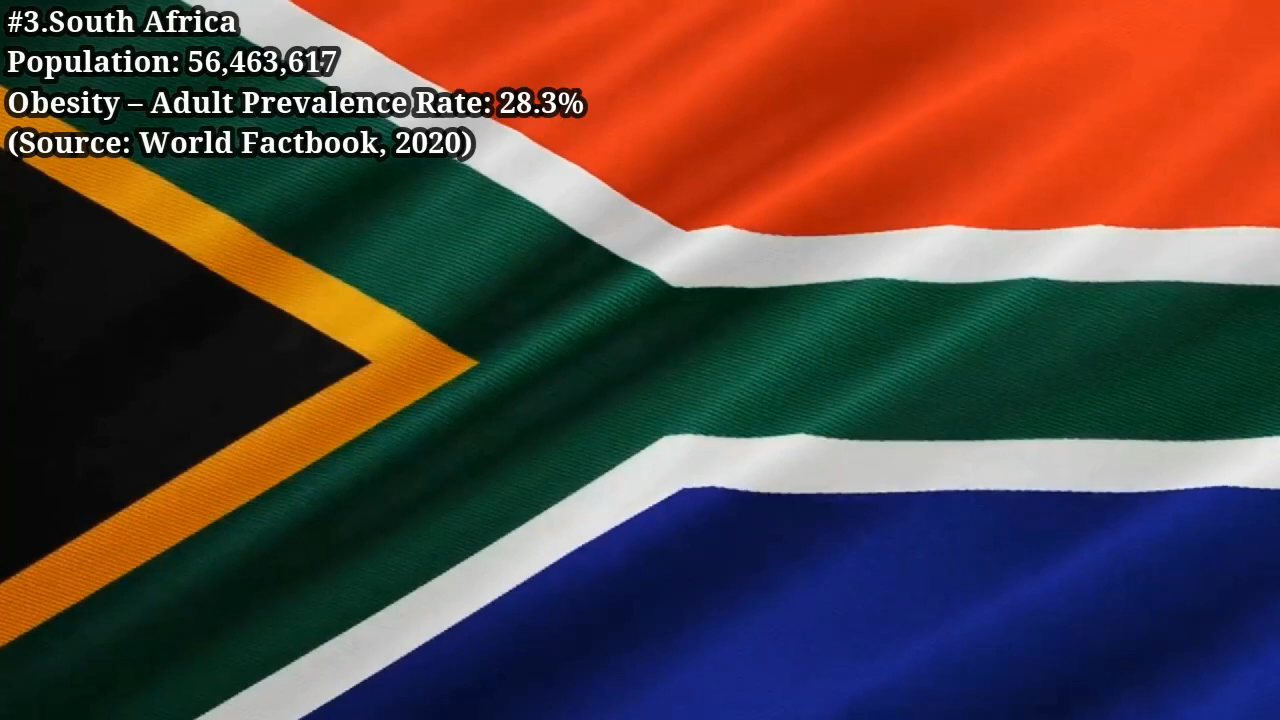 #3.South Africa
Population: 56,463,617
Obesity – Adult Prevalence Rate: 28.3%
(Source: World Factbook, 2020)